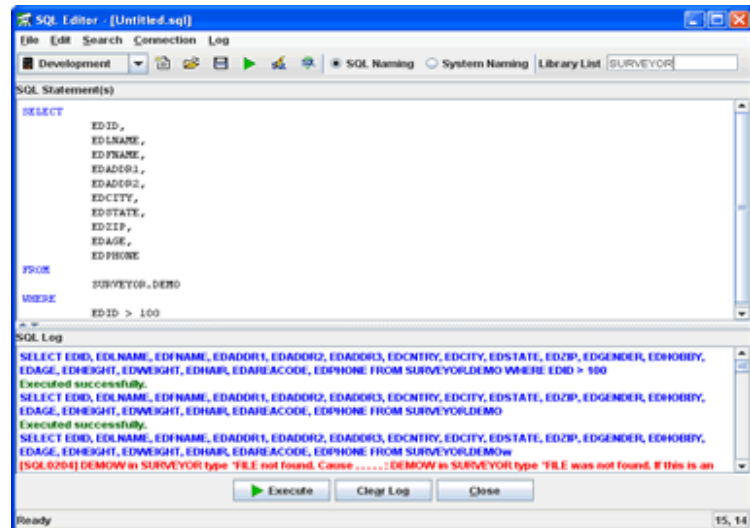 SQL Editor - [Untitled.sql]
File Edit Search Connection Log
Development SQL Naming System Naming Library List SURVEYOR
SQL Statement(s)
SELECT
EDID,
EDLNAME,
EDFNAME,
EDADDR1,
EDADDR2,
EDCITY,
EDSTATE,
EDZIP,
EDAGE,
EDPHONE
FROM
SURVEYOR.DEMO
WHERE
EDID > 100
SQL Log
SELECT EDID, EDLNAME, EDFNAME, EDADDR1, EDADDR2, EDADDR3, EDCNTRY, EDCITY, EDSTATE, EDZIP, EDGENDER, EDHOBBY,
EDAGE, EDHEIGHT, EDWEIGHT, EDHAIR, EDAREACODE, EDPHONE FROM SURVEYOR.DEMO WHERE EDID > 100
Executed successfully.
SELECT EDID, EDLNAME, EDFNAME, EDADDR1, EDADDR2, EDADDR3, EDCNTRY, EDCITY, EDSTATE, EDZIP, EDGENDER, EDHOBBY,
EDAGE, EDHEIGHT, EDWEIGHT, EDHAIR, EDAREACODE, EDPHONE FROM SURVEYOR.DEMO
Executed successfully.
SELECT EDID, EDLNAME, EDFNAME, EDADDR1, EDADDR2, EDADDR3, EDCNTRY, EDCITY, EDSTATE, EDZIP, EDGENDER, EDHOBBY,
EDAGE, EDHEIGHT, EDWEIGHT, EDHAIR, EDAREACODE, EDPHONE FROM SURVEYOR.DEMOw
[SQL0204] DEMOW in SURVEYOR type *FILE not found. Cause . . . . . : DEMOW in SURVEYOR type *FILE was not found. If this is an
Execute Clear Log Close
Ready 15, 14